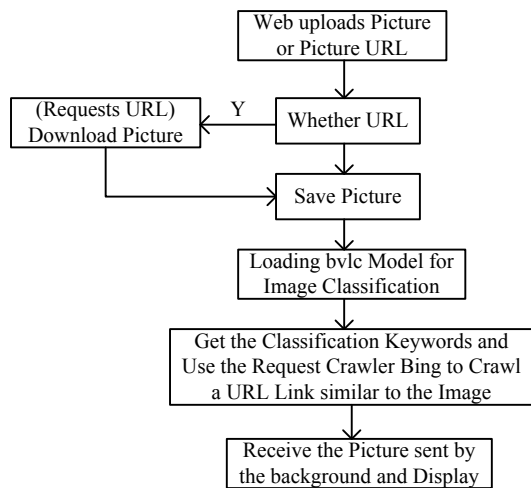 Web uploads Picture
or Picture URL
(Requests URL)
Download Picture
Y
Whether URL
Save Picture
Loading bvlc Model for
Image Classification
Get the Classification Keywords and
Use the Request Crawler Bing to Crawl
a URL Link similar to the Image
Receive the Picture sent by
the background and Display